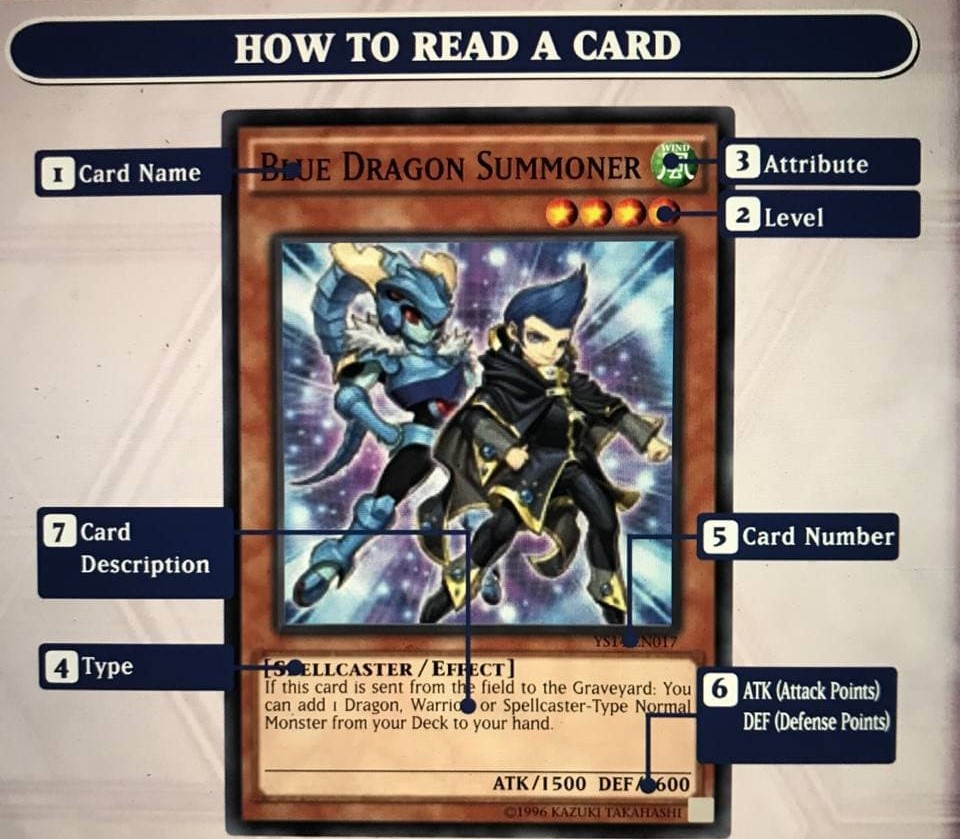 HOW TO READ A CARD
1 Card Name
BLUE DRAGON SUMMONER
WIND
風
3 Attribute
2 Level
7 Card
Description
5 Card Number
4 Type
[SPELLCASTER / EFFECT]
If this card is sent from the field to the Graveyard: You
can add 1 Dragon, Warrior or Spellcaster-Type Normal
Monster from your Deck to your hand.
6 ATK (Attack Points)
DEF (Defense Points)
ATK/1500 DEF/ 600
©1996 KAZUKI TAKAHASHI